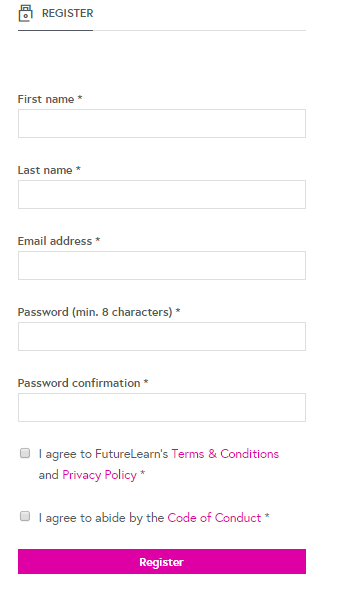 REGISTER
First name *
Last name *
Email address *
Password (min. 8 characters) *
Password confirmation *
I agree to FutureLearn's Terms & Conditions
and Privacy Policy *
I agree to abide by the Code of Conduct *
Register